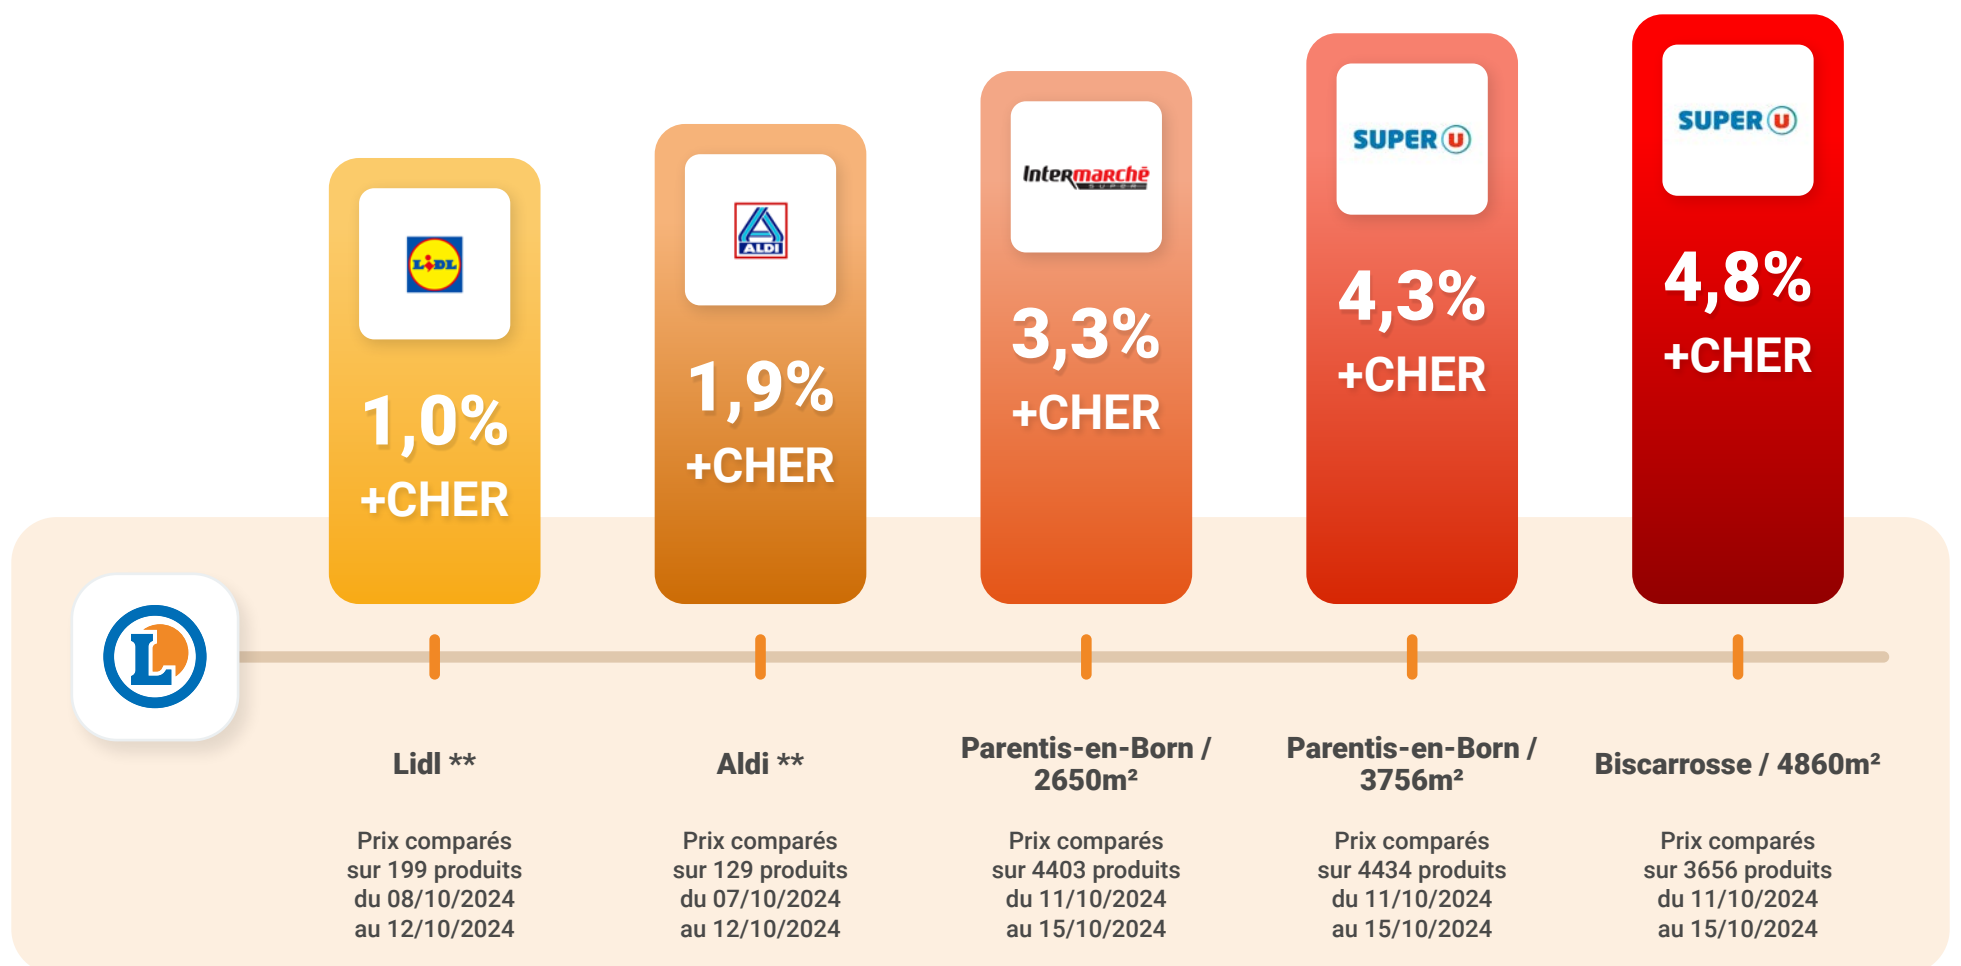 LIDL
1,0%
+CHER
ALDI
1,9%
+CHER
Intermarchē
SUPER
3,3%
+CHER
SUPER U
4,3%
+CHER
SUPER U
4,8%
+CHER
L
Lidl **
Prix comparés
sur 199 produits
du 08/10/2024
au 12/10/2024
Aldi **
Prix comparés
sur 129 produits
du 07/10/2024
au 12/10/2024
Parentis-en-Born /
2650m²
Prix comparés
sur 4403 produits
du 11/10/2024
au 15/10/2024
Parentis-en-Born /
3756m²
Prix comparés
sur 4434 produits
du 11/10/2024
au 15/10/2024
Biscarrosse / 4860m²
Prix comparés
sur 3656 produits
du 11/10/2024
au 15/10/2024